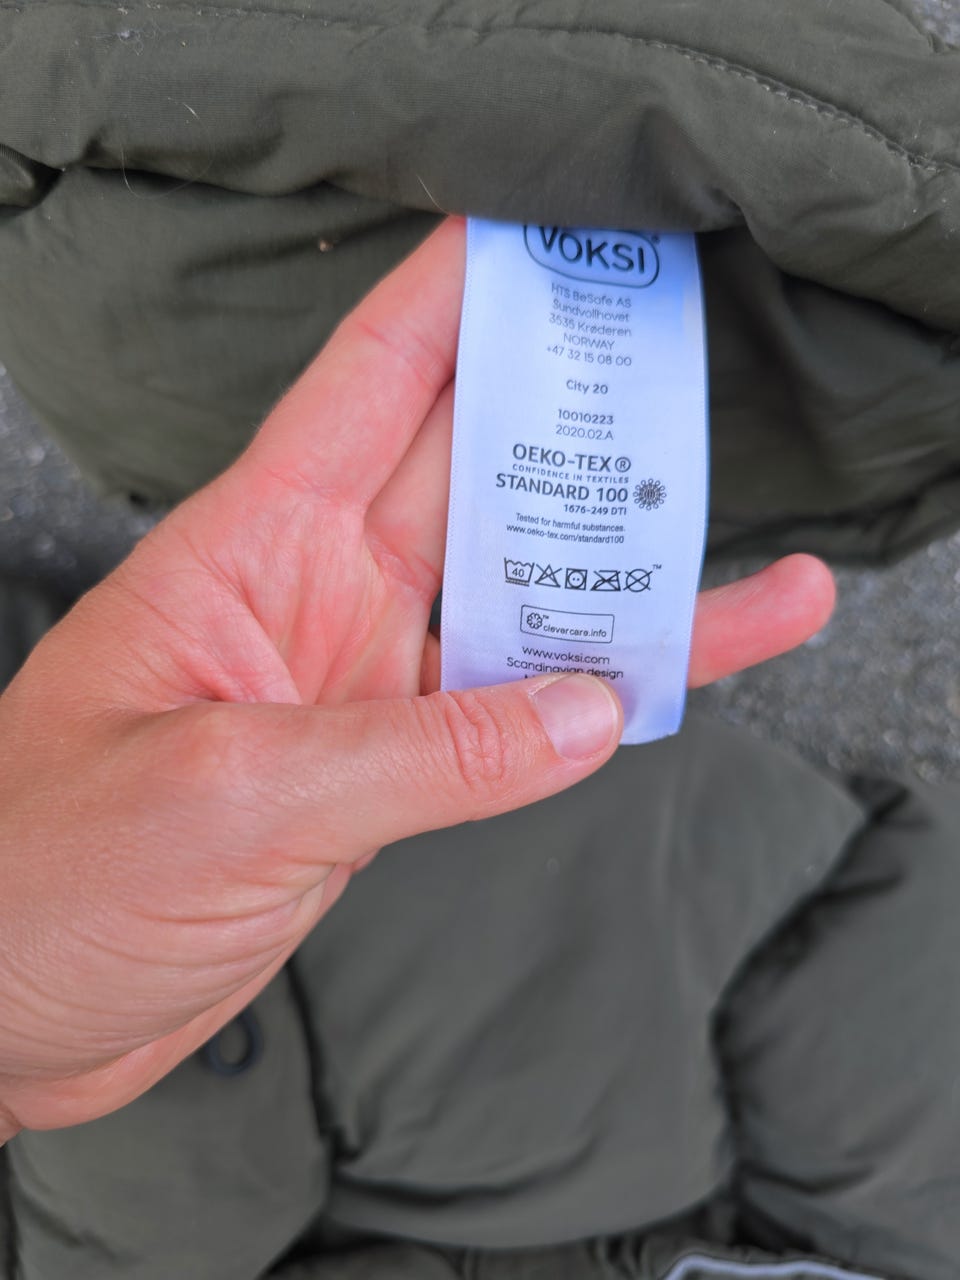 VOKSI®
HTS BeSafe AS
Sundvollhovet
3535 Krøderen
NORWAY
+47 32 15 08 00
City 20
10010223
2020.02.A
OEKO-TEX®
CONFIDENCE IN TEXTILES
STANDARD 100
1676-249 DTI
Tested for harmful substances.
www.oeko-tex.com/standard100
40 ™
™ clevercare.info
www.voksi.com
Scandinavian design